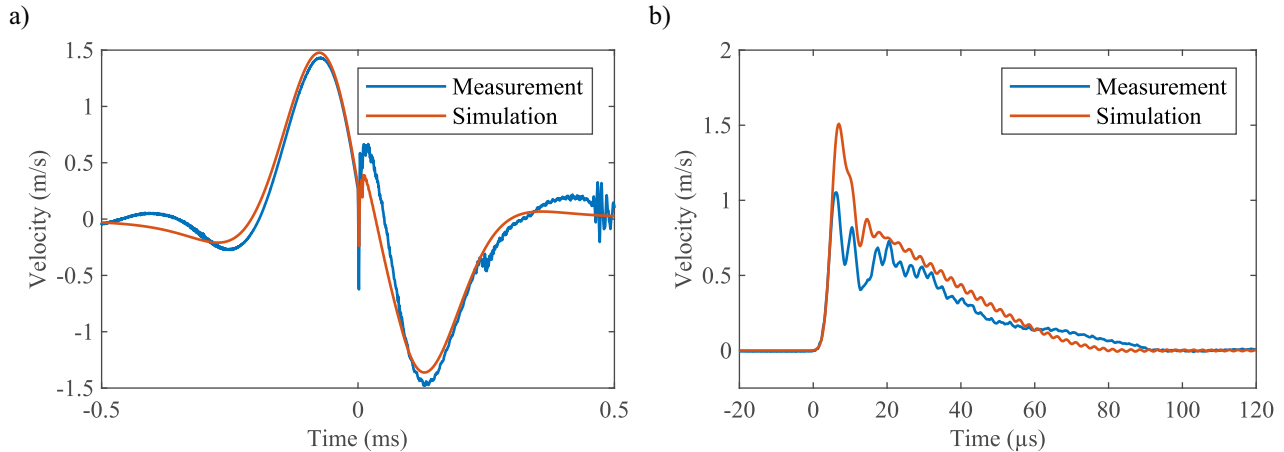 a)
1.5
1
0.5
0
-0.5
-1
-1.5
-0.5
0
0.5
Velocity (m/s)
Time (ms)
Measurement
Simulation
b)
2
1.5
1
0.5
0
-20
0
20
40
60
80
100
120
Velocity (m/s)
Time (µs)
Measurement
Simulation